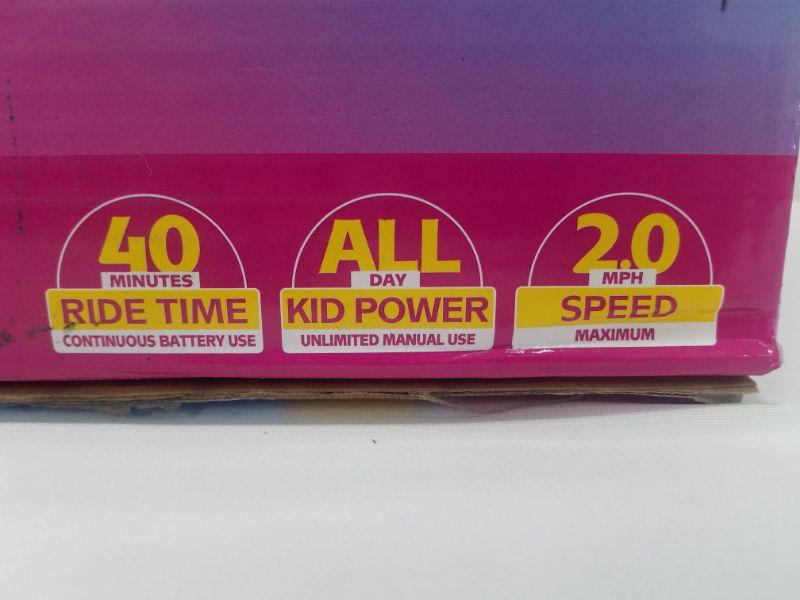 40
MINUTES
RIDE TIME
CONTINUOUS BATTERY USE
ALL
DAY
KID POWER
UNLIMITED MANUAL USE
2.0
MPH
SPEED
MAXIMUM